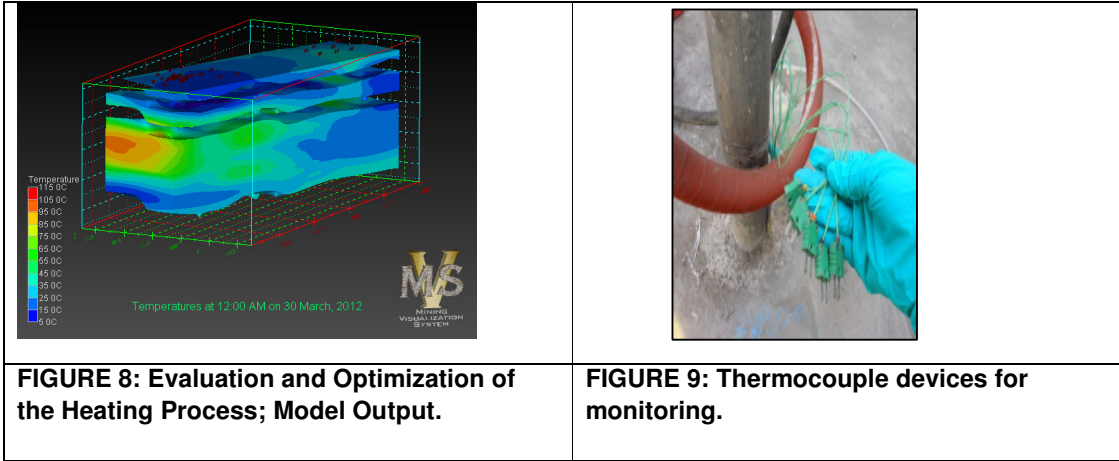 Temperature
115 0C
105 0C
95 0C
85 0C
75 0C
65 0C
55 0C
45 0C
35 0C
25 0C
15 0C
5 0C
Temperatures at 12:00 AM on 30 March, 2012
V
MS
MINING
VISUALIZATION
SYSTEM
FIGURE 8: Evaluation and Optimization of
the Heating Process; Model Output.
FIGURE 9: Thermocouple devices for
monitoring.